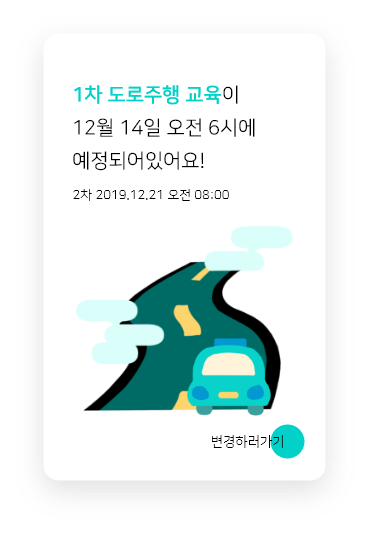 1차 도로주행 교육이
12월 14일 오전 6시에
예정되어있어요!
2차 2019.12.21 오전 08:00
변경하러가기